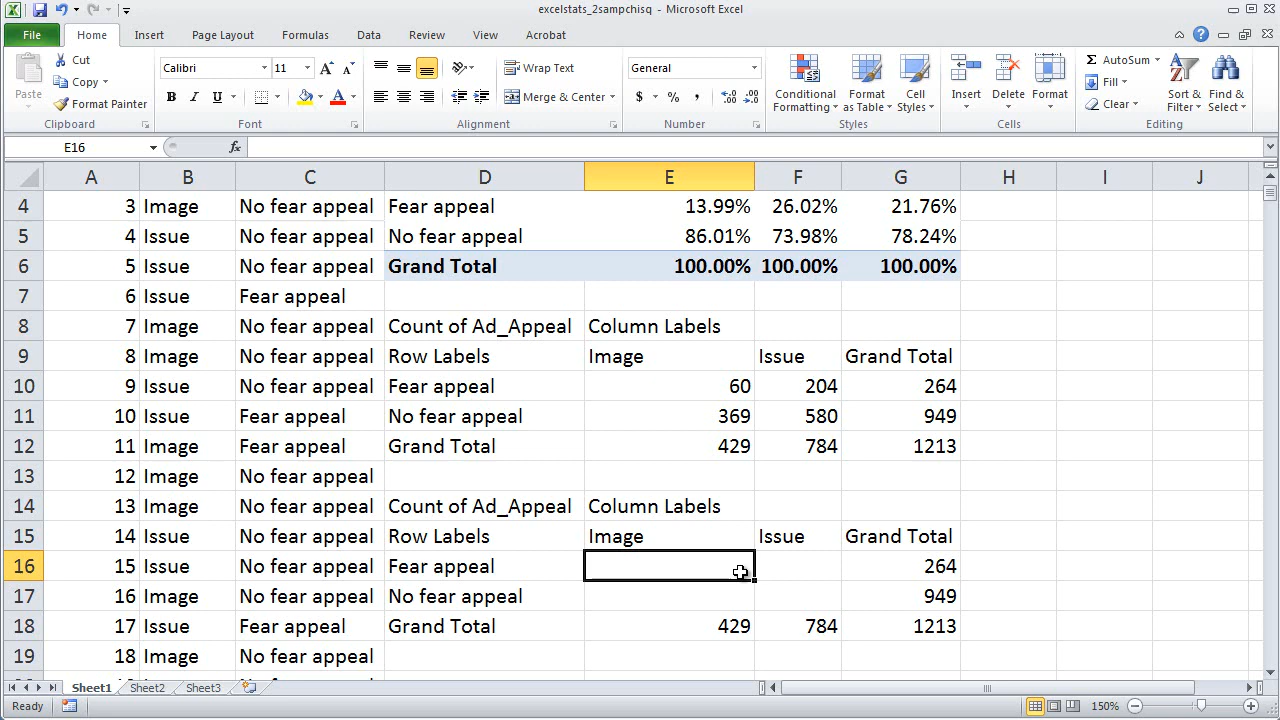 excelstats_2sampchisq - Microsoft Excel
File Home Insert Page Layout Formulas Data Review View Acrobat
Paste Cut Copy Format Painter
Calibri 11 B I U
Wrap Text Merge & Center
General $ % ,
Conditional Formatting Format as Table Cell Styles
Insert Delete Format
AutoSum Fill Clear Sort & Filter Find & Select
Clipboard Font Alignment Number Styles Cells Editing
E16 fx
A B C D E F G H I J
4 3 Image No fear appeal Fear appeal 13.99% 26.02% 21.76%
5 4 Issue No fear appeal No fear appeal 86.01% 73.98% 78.24%
6 5 Issue No fear appeal Grand Total 100.00% 100.00% 100.00%
7 6 Issue Fear appeal
8 7 Image No fear appeal Count of Ad_Appeal Column Labels
9 8 Image No fear appeal Row Labels Image Issue Grand Total
10 9 Issue No fear appeal Fear appeal 60 204 264
11 10 Issue Fear appeal No fear appeal 369 580 949
12 11 Image Fear appeal Grand Total 429 784 1213
13 12 Image No fear appeal
14 13 Image No fear appeal Count of Ad_Appeal Column Labels
15 14 Issue No fear appeal Row Labels Image Issue Grand Total
16 15 Issue No fear appeal Fear appeal 264
17 16 Image No fear appeal No fear appeal 949
18 17 Issue Fear appeal Grand Total 429 784 1213
19 18 Image No fear appeal
Sheet1 Sheet2 Sheet3
Ready 150%